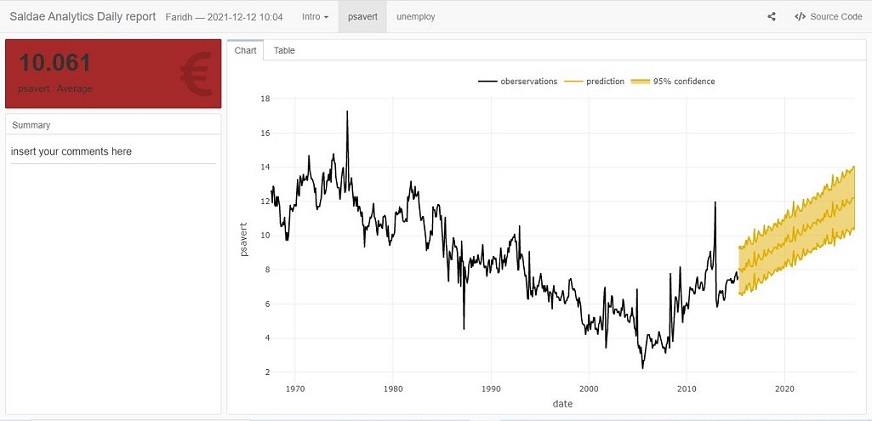 Saldae Analytics Daily report Faridh — 2021-12-12 10:04 Intro psavert unemploy Source Code
10.061
psavert : Average
Summary
insert your comments here
Chart Table
oberservations prediction 95% confidence
18
16
14
12
10
8
6
4
2
psavert
1970 1980 1990 2000 2010 2020
date